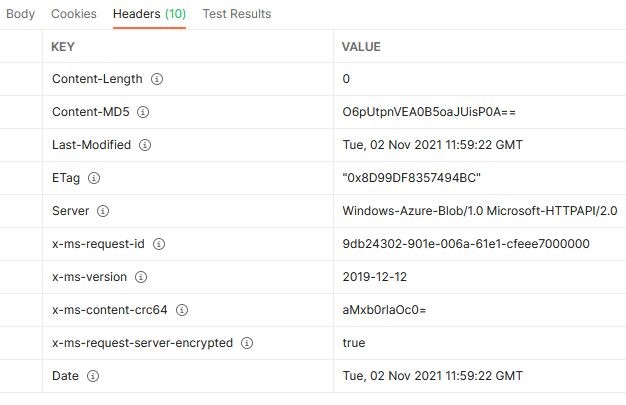 Body Cookies Headers (10) Test Results
KEY VALUE
Content-Length 0
Content-MD5 O6pUtpnVEA0B5oaJUisP0A==
Last-Modified Tue, 02 Nov 2021 11:59:22 GMT
ETag "0x8D99DF8357494BC"
Server Windows-Azure-Blob/1.0 Microsoft-HTTPAPI/2.0
x-ms-request-id 9db24302-901e-006a-61e1-cfeee7000000
x-ms-version 2019-12-12
x-ms-content-crc64 aMxb0rIaOc0=
x-ms-request-server-encrypted true
Date Tue, 02 Nov 2021 11:59:22 GMT